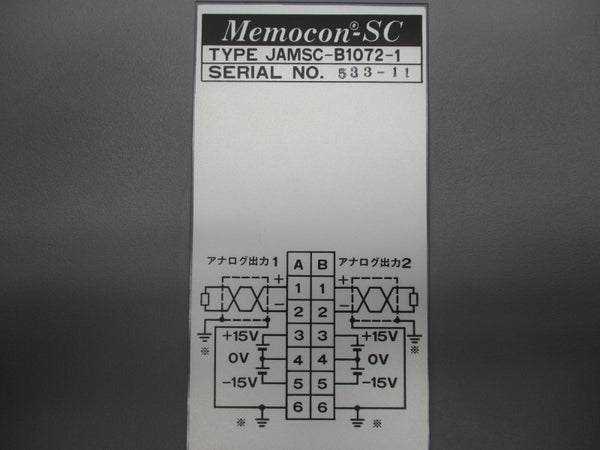 Memocon®-SC
TYPE JAMSC-B1072-1
SERIAL NO. 533-11
アナログ出力1 A B アナログ出力2
+ 1 1 +
- 2 2 -
※ +15V 3 3 +15V ※
0V 4 4 0V
-15V 5 5 -15V
※ 6 6 ※